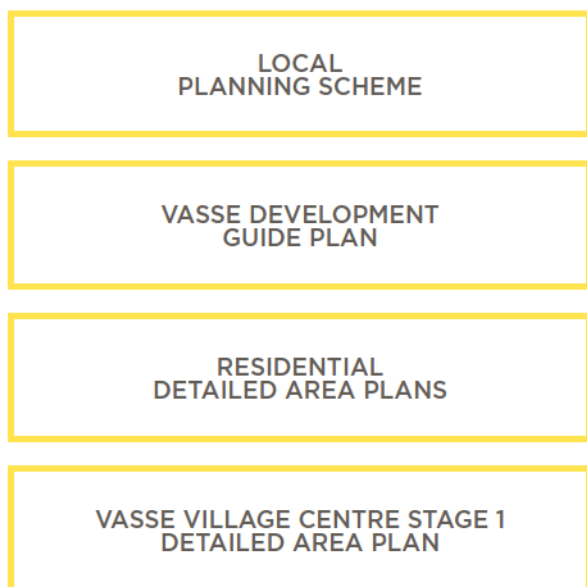 LOCAL
PLANNING SCHEME
VASSE DEVELOPMENT
GUIDE PLAN
RESIDENTIAL
DETAILED AREA PLANS
VASSE VILLAGE CENTRE STAGE 1
DETAILED AREA PLAN